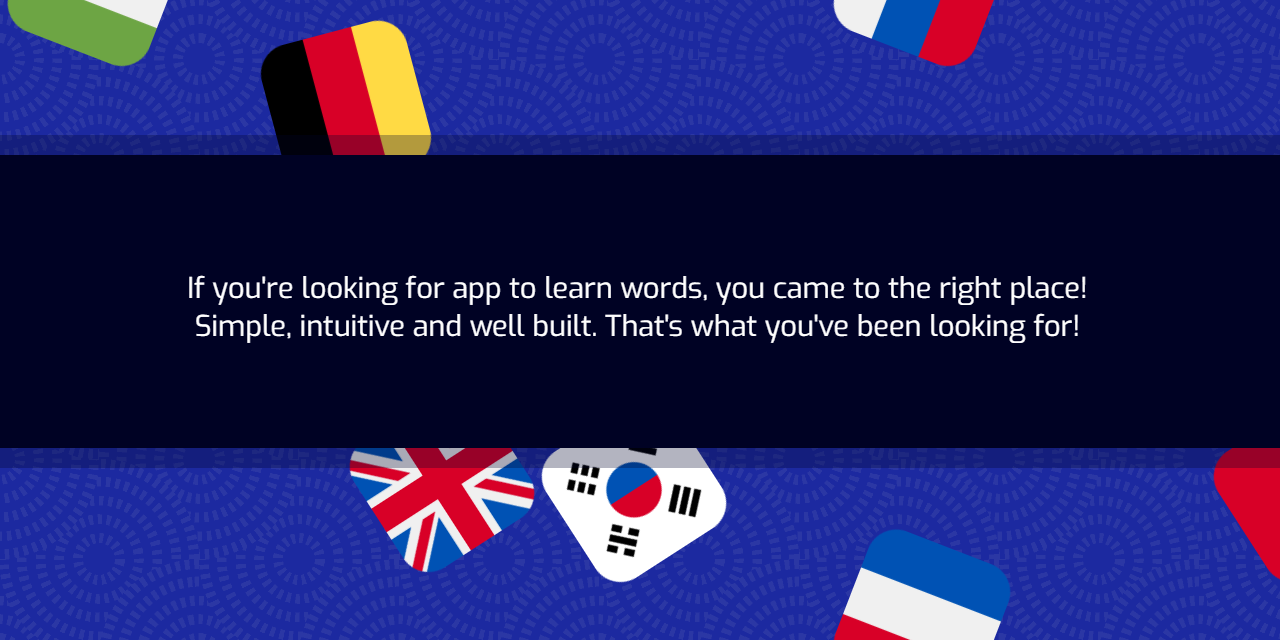 If you're looking for app to learn words, you came to the right place!
Simple, intuitive and well built. That's what you've been looking for!